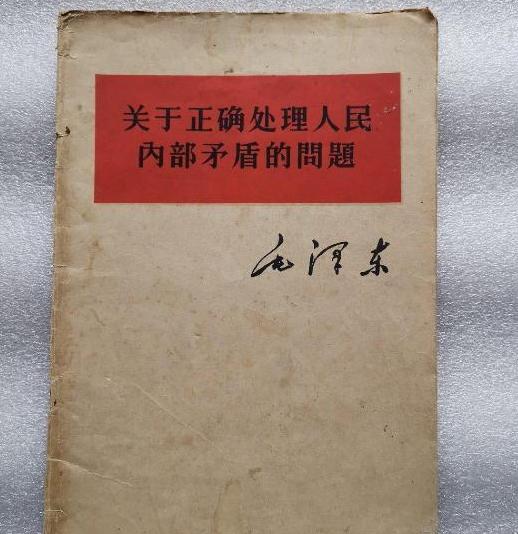 关于正确处理人民
內部矛盾的問題
毛泽东